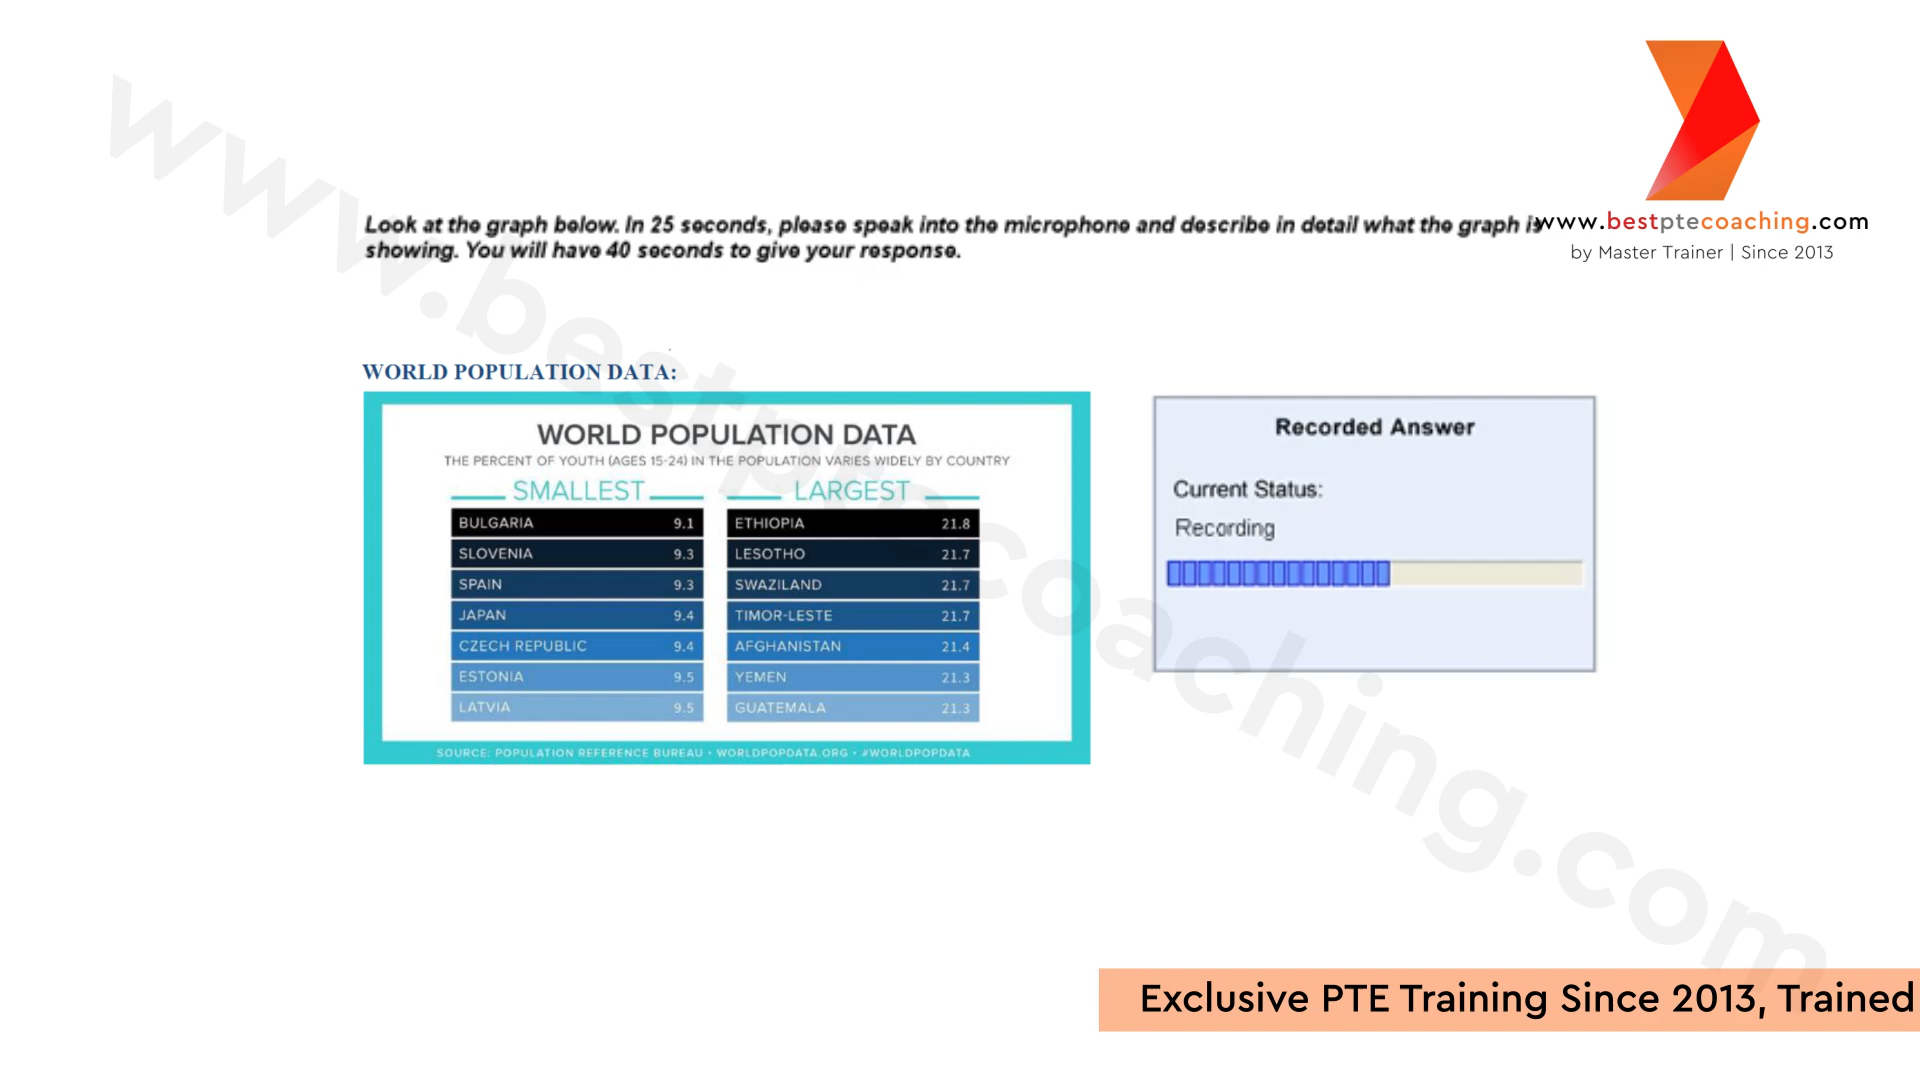 www.bestptecoaching.com
Look at the graph below. In 25 seconds, please speak into the microphone and describe in detail what the graph is
showing. You will have 40 seconds to give your response.
www.bestptecoaching.com
by Master Trainer | Since 2013
WORLD POPULATION DATA:
WORLD POPULATION DATA
THE PERCENT OF YOUTH (AGES 15-24) IN THE POPULATION VARIES WIDELY BY COUNTRY
SMALLEST
BULGARIA 9.1
SLOVENIA 9.3
SPAIN 9.3
JAPAN 9.4
CZECH REPUBLIC 9.4
ESTONIA 9.5
LATVIA 9.5
LARGEST
ETHIOPIA 21.8
LESOTHO 21.7
SWAZILAND 21.7
TIMOR-LESTE 21.7
AFGHANISTAN 21.4
YEMEN 21.3
GUATEMALA 21.3
SOURCE: POPULATION REFERENCE BUREAU • WORLDPOPDATA.ORG • #WORLDPOPDATA
Recorded Answer
Current Status:
Recording
Exclusive PTE Training Since 2013, Trained